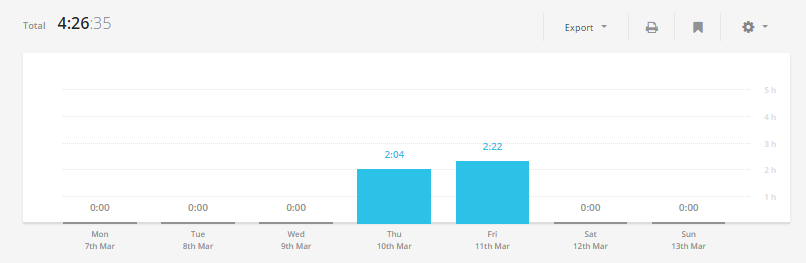 Total 4:26:35 Export
5 h
4 h
3 h
2 h
1 h
0:00 0:00 0:00 2:04 2:22 0:00 0:00
Mon Tue Wed Thu Fri Sat Sun
7th Mar 8th Mar 9th Mar 10th Mar 11th Mar 12th Mar 13th Mar